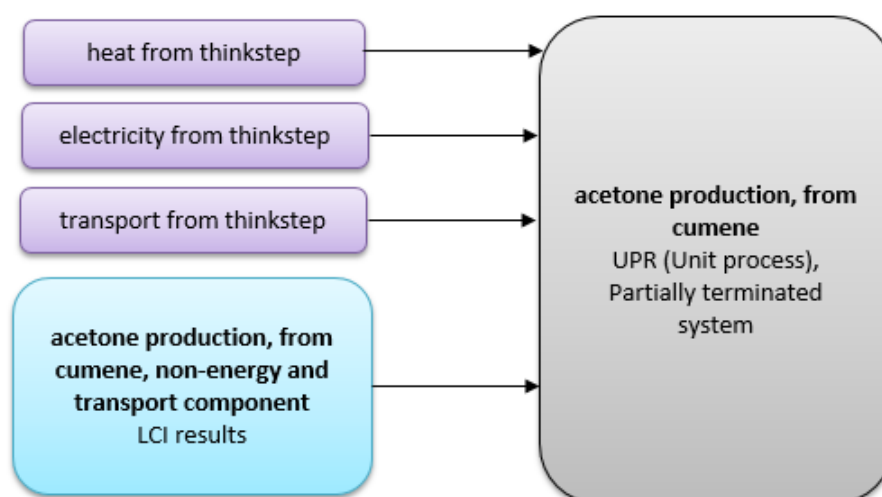 heat from thinkstep
electricity from thinkstep
transport from thinkstep
acetone production, from
cumene, non-energy and
transport component
LCI results
acetone production, from
cumene
UPR (Unit process),
Partially terminated
system